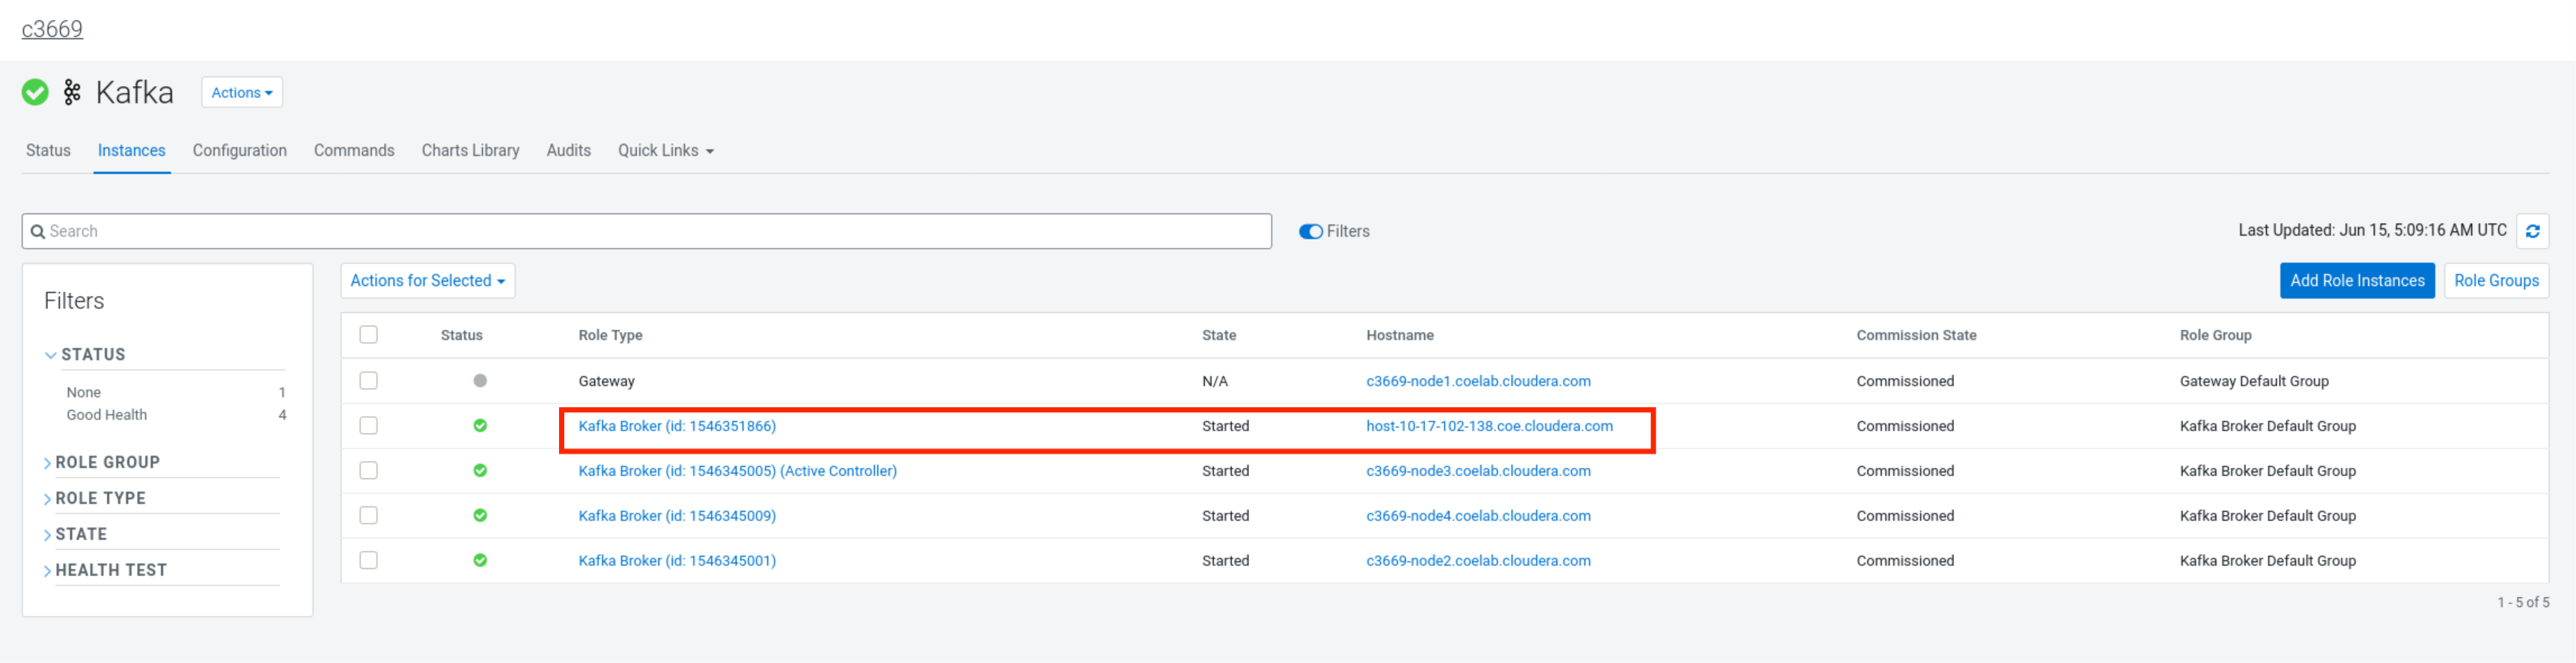 c3669
Kafka Actions
Status Instances Configuration Commands Charts Library Audits Quick Links
Search Filters Last Updated: Jun 15, 5:09:16 AM UTC
Filters
STATUS
None 1
Good Health 4
ROLE GROUP
ROLE TYPE
STATE
HEALTH TEST
Actions for Selected Add Role Instances Role Groups
Status Role Type State Hostname Commission State Role Group
Gateway N/A c3669-node1.coelab.cloudera.com Commissioned Gateway Default Group
Kafka Broker (id: 1546351866) Started host-10-17-102-138.coe.cloudera.com Commissioned Kafka Broker Default Group
Kafka Broker (id: 1546345005) (Active Controller) Started c3669-node3.coelab.cloudera.com Commissioned Kafka Broker Default Group
Kafka Broker (id: 1546345009) Started c3669-node4.coelab.cloudera.com Commissioned Kafka Broker Default Group
Kafka Broker (id: 1546345001) Started c3669-node2.coelab.cloudera.com Commissioned Kafka Broker Default Group
1 - 5 of 5